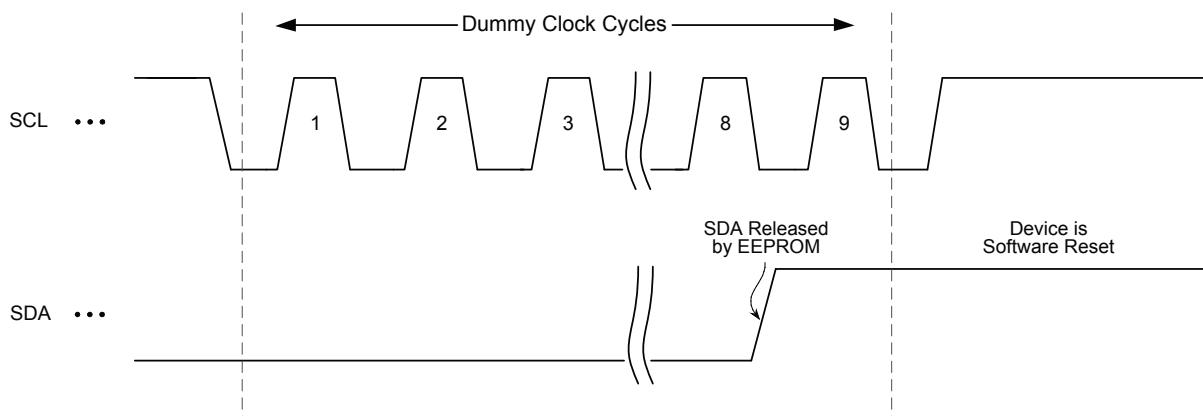 Dummy Clock Cycles
SCL
1
2
3
8
9
SDA Released
by EEPROM
Device is
Software Reset
SDA